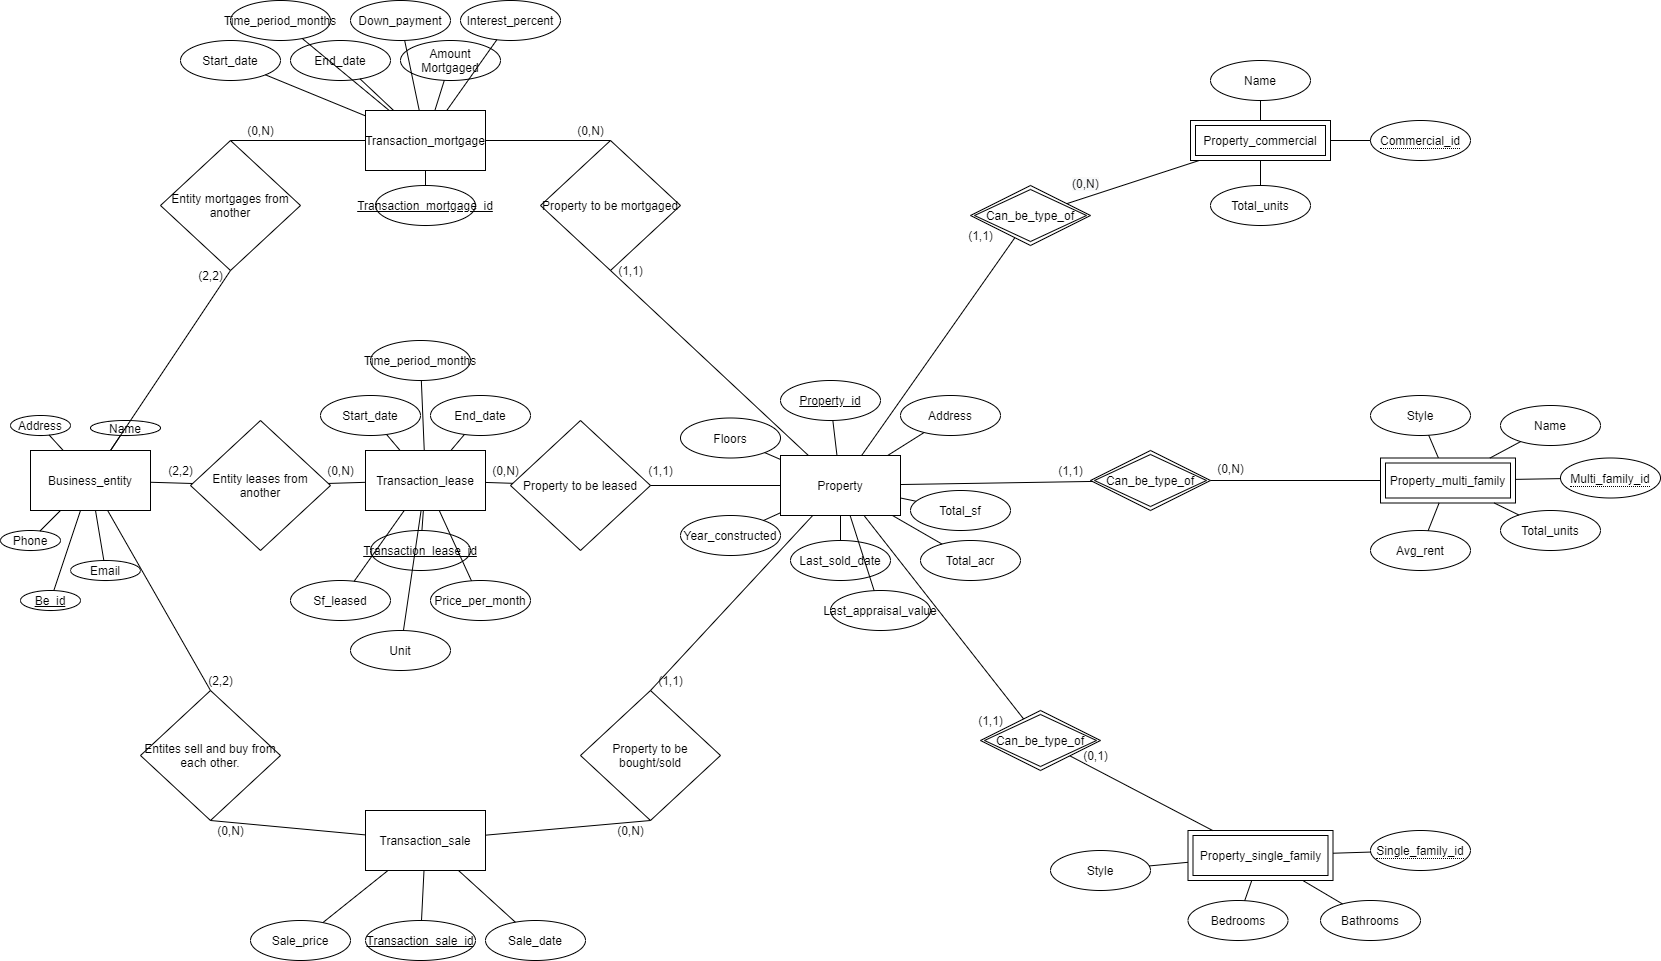 Time_period_months
Down_payment
Interest_percent
Start_date
End_date
Amount
Mortgaged
Name
(0,N)
Transaction_mortgage
(0,N)
Property_commercial
Commercial_id
Entity mortgages from
another
Transaction_mortgage_id
Property to be mortgaged
(0,N)
Total_units
Can_be_type_of
(1,1)
(2,2)
(1,1)
Time_period_months
Property_id
Address
Start_date
End_date
Style
Name
Address
Name
Floors
(2,2)
Entity leases from
another
(0,N)
Transaction_lease
(0,N)
Property to be leased
(1,1)
Property
(1,1)
Can_be_type_of
(0,N)
Property_multi_family
Multi_family_id
Business_entity
Total_sf
Year_constructed
Total_units
Phone
Transaction_lease_id
Last_sold_date
Total_acr
Avg_rent
Email
Be_id
Sf_leased
Price_per_month
Last_appraisal_value
Unit
(2,2)
(1,1)
(1,1)
Can_be_type_of
(0,1)
Entites sell and buy from
each other.
Property to be
bought/sold
(0,N)
Transaction_sale
(0,N)
Property_single_family
Single_family_id
Style
Bedrooms
Bathrooms
Sale_price
Transaction_sale_id
Sale_date